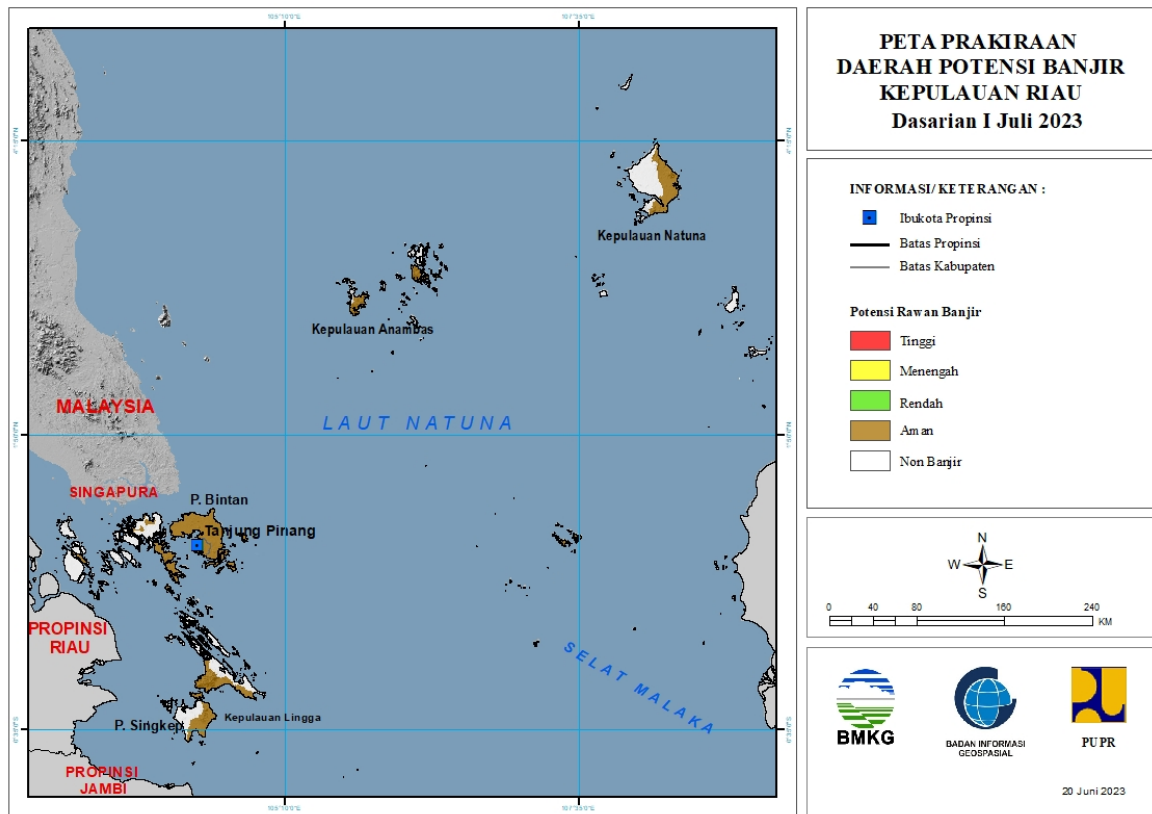 PETA PRAKIRAAN
DAERAH POTENSI BANJIR
KEPULAUAN RIAU
Dasarian I Juli 2023
INFORMASI/ KETERANGAN :
Ibukota Propinsi
Batas Propinsi
Batas Kabupaten
Potensi Rawan Banjir
Tinggi
Menengah
Rendah
Aman
Non Banjir
N
W E
S
0 40 80 160 240
KM
BMKG
BADAN INFORMASI
GEOSPASIAL
PUPR
20 Juni 2023
Kepulauan Natuna
Kepulauan Anambas
MALAYSIA
LAUT NATUNA
SINGAPURA
P. Bintan
Tanjung Pinang
PROPINSI
RIAU
SELAT MALAKA
Kepulauan Lingga
P. Singkep
PROPINSI
JAMBI